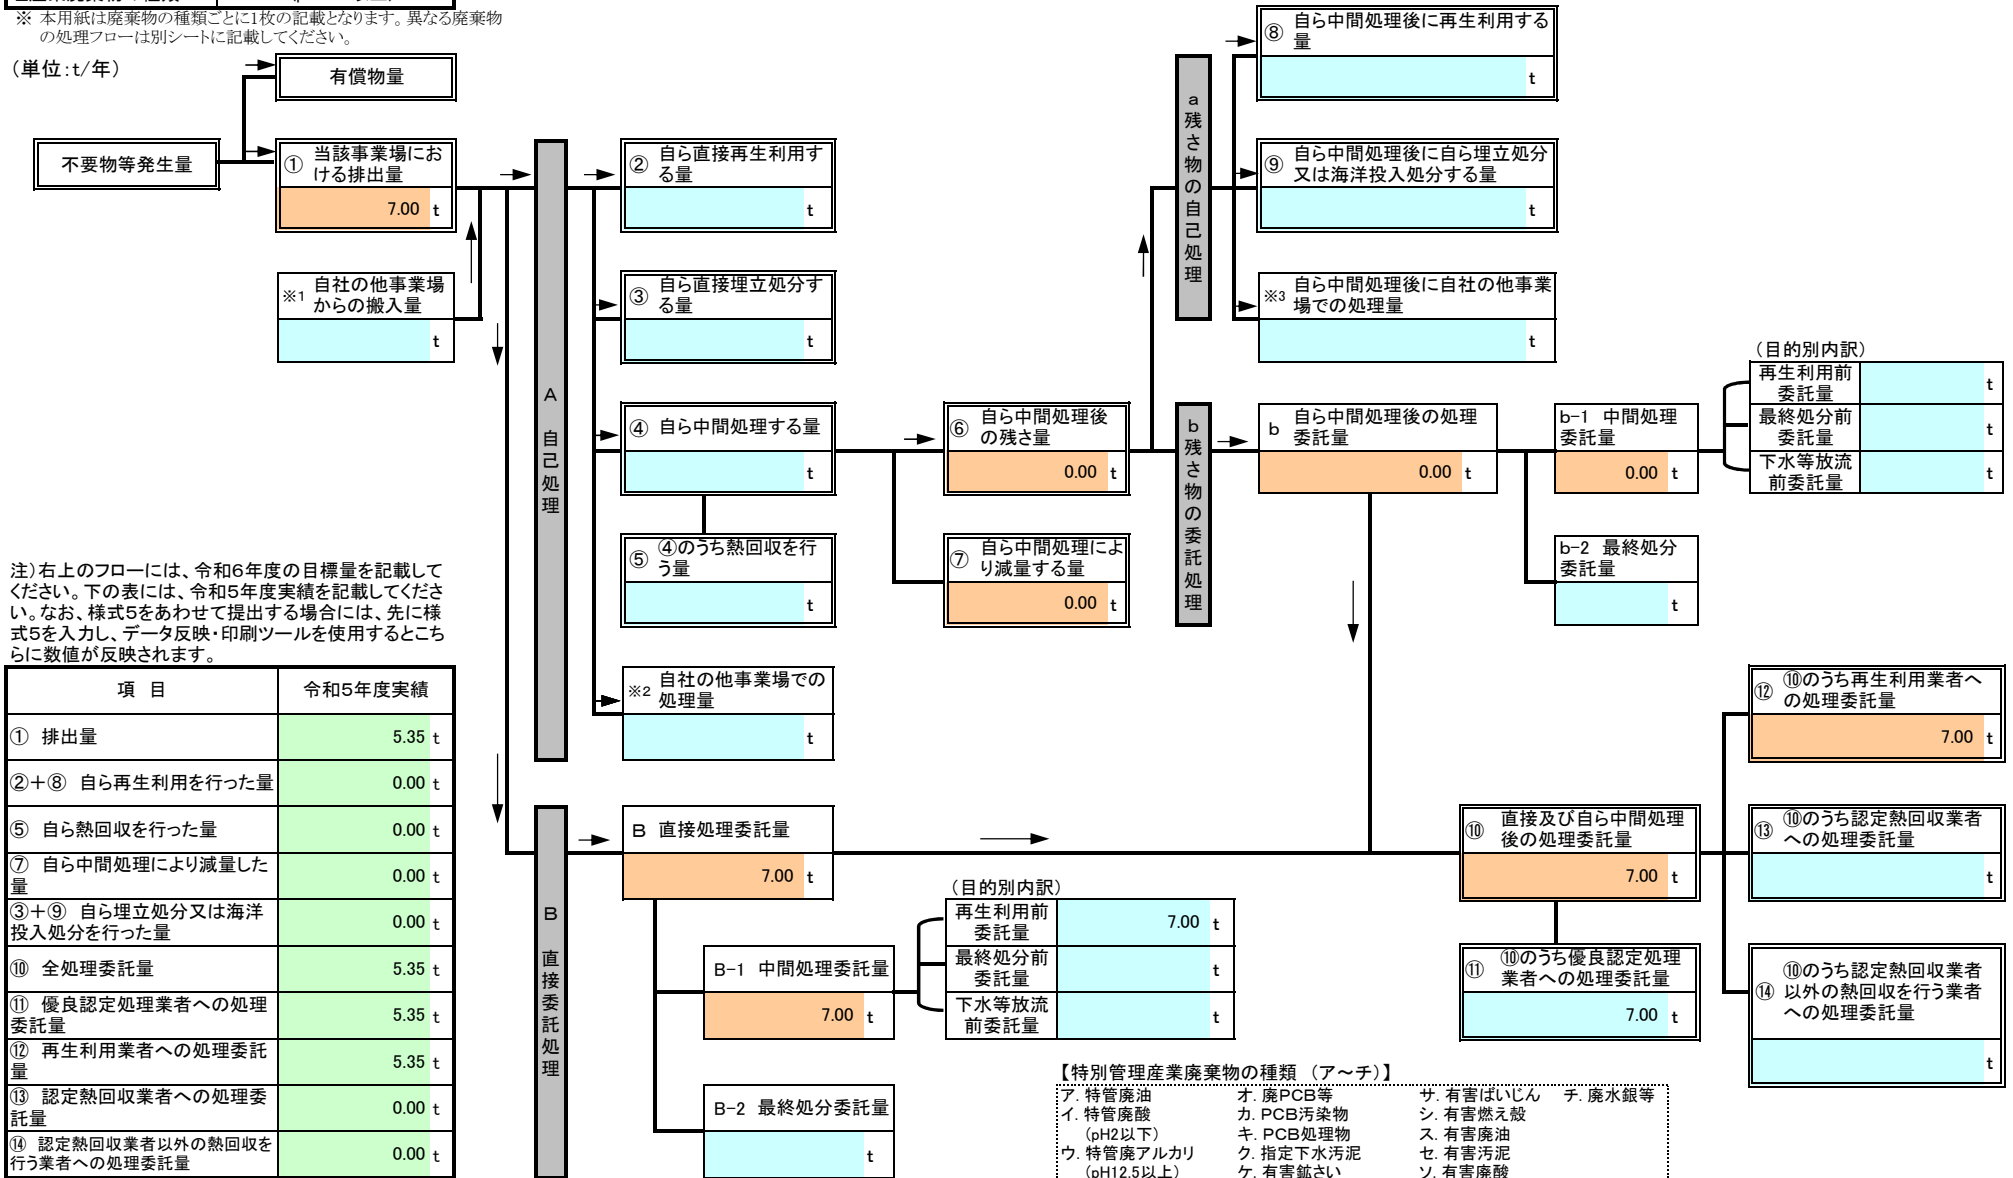 ※ 本用紙は廃棄物の種類ごとに1枚の記載となります。異なる廃棄物
の処理フローは別シートに記載してください。
（単位：t/年）
有償物量
不要物等発生量
① 当該事業場にお
ける排出量
7.00 t
※1 自社の他事業場
からの搬入量
t
A 自己処理
② 自ら直接再生利用す
る量
t
③ 自ら直接埋立処分す
る量
t
④ 自ら中間処理する量
t
⑤ ④のうち熱回収を行
う量
t
※2 自社の他事業場での
処理量
t
⑥ 自ら中間処理後
の残さ量
0.00 t
⑦ 自ら中間処理によ
り減量する量
0.00 t
a 残さ物の自己処理
⑧ 自ら中間処理後に再生利用する
量
t
⑨ 自ら中間処理後に自ら埋立処分
又は海洋投入処分する量
t
※3 自ら中間処理後に自社の他事業
場での処理量
t
b 残さ物の委託処理
b 自ら中間処理後の処理
委託量
0.00 t
b-1 中間処理
委託量
0.00 t
b-2 最終処分
委託量
t
（目的別内訳）
再生利用前
委託量
t
最終処分前
委託量
t
下水等放流
前委託量
t
注）右上のフローには、令和６年度の目標量を記載して
ください。下の表には、令和５年度実績を記載してくださ
い。なお、様式５をあわせて提出する場合には、先に様
式５を入力し、データ反映・印刷ツールを使用するとこち
らに数値が反映されます。
項 目 令和５年度実績
① 排出量 5.35 t
②＋⑧ 自ら再生利用を行った量 0.00 t
⑤ 自ら熱回収を行った量 0.00 t
⑦ 自ら中間処理により減量した
量 0.00 t
③＋⑨ 自ら埋立処分又は海洋
投入処分を行った量 0.00 t
⑩ 全処理委託量 5.35 t
⑪ 優良認定処理業者への処理
委託量 5.35 t
⑫ 再生利用業者への処理委託
量 5.35 t
⑬ 認定熱回収業者への処理委
託量 0.00 t
⑭ 認定熱回収業者以外の熱回収を
行う業者への処理委託量 0.00 t
B 直接委託処理
B 直接処理委託量
7.00 t
B-1 中間処理委託量
7.00 t
B-2 最終処分委託量
t
（目的別内訳）
再生利用前
委託量
7.00 t
最終処分前
委託量
t
下水等放流
前委託量
t
⑩ 直接及び自ら中間処理
後の処理委託量
7.00 t
⑪ ⑩のうち優良認定処理
業者への処理委託量
7.00 t
⑫ ⑩のうち再生利用業者へ
の処理委託量
7.00 t
⑬ ⑩のうち認定熱回収業者
への処理委託量
t
⑭ ⑩のうち認定熱回収業者
以外の熱回収を行う業者
への処理委託量
t
【特別管理産業廃棄物の種類 （ア～チ）】
ア. 特管廃油 オ. 廃PCB等 サ. 有害ばいじん チ. 廃水銀等
イ. 特管廃酸 カ. PCB汚染物 シ. 有害燃え殻
（pH2以下） キ. PCB処理物 ス. 有害廃油
ウ. 特管廃アルカリ ク. 指定下水汚泥 セ. 有害汚泥
（pH12.5以上） ケ. 有害鉱さい ソ. 有害廃酸